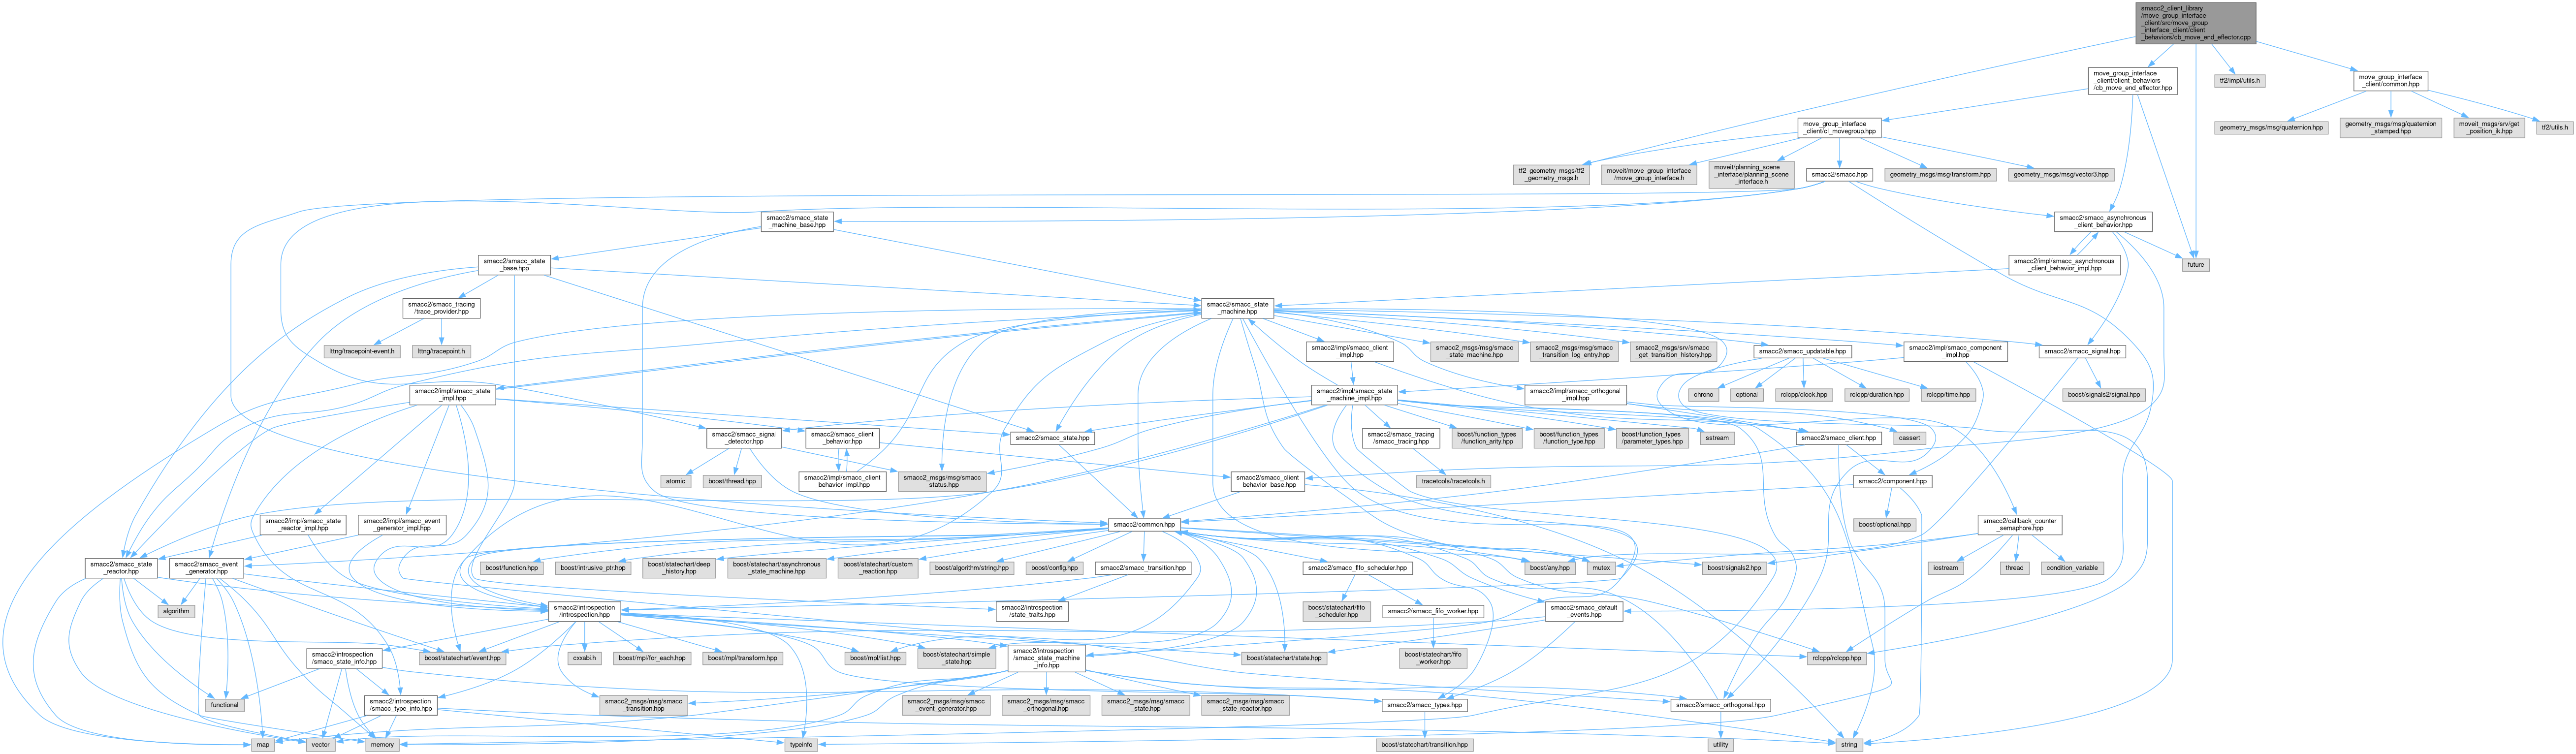 smacc2_client_library
/move_group_interface
_client/src/move_group
_interface_client/client
_behaviors/cb_move_end_effector.cpp
move_group_interface
_client/client_behaviors
/cb_move_end_effector.hpp
tf2/impl/utils.h
move_group_interface
_client/common.hpp
move_group_interface
_client/cl_movegroup.hpp
geometry_msgs/msg/quaternion.hpp
geometry_msgs/msg/quaternion
_stamped.hpp
moveit_msgs/srv/get
_position_ik.hpp
tf2/utils.h
tf2_geometry_msgs/tf2
_geometry_msgs.h
moveit/move_group_interface
/move_group_interface.h
moveit/planning_scene
_interface/planning_scene
_interface.h
smacc2/smacc.hpp
geometry_msgs/msg/transform.hpp
geometry_msgs/msg/vector3.hpp
smacc2/smacc_state
_machine_base.hpp
smacc2/smacc_asynchronous
_client_behavior.hpp
smacc2/smacc_state
_base.hpp
smacc2/impl/smacc_asynchronous
_client_behavior_impl.hpp
future
smacc2/smacc_tracing
/trace_provider.hpp
smacc2/smacc_state
_machine.hpp
lttng/tracepoint-event.h
lttng/tracepoint.h
smacc2/impl/smacc_client
_impl.hpp
smacc2_msgs/msg/smacc
_state_machine.hpp
smacc2_msgs/msg/smacc
_transition_log_entry.hpp
smacc2_msgs/srv/smacc
_get_transition_history.hpp
smacc2/smacc_updatable.hpp
smacc2/impl/smacc_component
_impl.hpp
smacc2/smacc_signal.hpp
smacc2/impl/smacc_state
_impl.hpp
smacc2/impl/smacc_state
_machine_impl.hpp
smacc2/impl/smacc_orthogonal
_impl.hpp
chrono
optional
rclcpp/clock.hpp
rclcpp/duration.hpp
rclcpp/time.hpp
boost/signals2/signal.hpp
smacc2/smacc_signal
_detector.hpp
smacc2/smacc_client
_behavior.hpp
smacc2/smacc_state.hpp
smacc2/smacc_tracing
/smacc_tracing.hpp
boost/function_types
/function_arity.hpp
boost/function_types
/function_type.hpp
boost/function_types
/parameter_types.hpp
sstream
smacc2/smacc_client.hpp
cassert
atomic
boost/thread.hpp
smacc2/impl/smacc_client
_behavior_impl.hpp
smacc2_msgs/msg/smacc
_status.hpp
smacc2/smacc_client
_behavior_base.hpp
tracetools/tracetools.h
smacc2/component.hpp
smacc2/impl/smacc_state
_reactor_impl.hpp
smacc2/impl/smacc_event
_generator_impl.hpp
smacc2/common.hpp
boost/optional.hpp
smacc2/callback_counter
_semaphore.hpp
smacc2/smacc_state
_reactor.hpp
smacc2/smacc_event
_generator.hpp
boost/function.hpp
boost/intrusive_ptr.hpp
boost/statechart/deep
_history.hpp
boost/statechart/asynchronous
_state_machine.hpp
boost/statechart/custom
_reaction.hpp
boost/algorithm/string.hpp
boost/config.hpp
smacc2/smacc_transition.hpp
smacc2/smacc_fifo_scheduler.hpp
boost/any.hpp
mutex
boost/signals2.hpp
iostream
thread
condition_variable
algorithm
smacc2/introspection
/introspection.hpp
smacc2/introspection
/state_traits.hpp
boost/statechart/fifo
_scheduler.hpp
smacc2/smacc_fifo_worker.hpp
smacc2/smacc_default
_events.hpp
smacc2/introspection
/smacc_state_info.hpp
boost/statechart/event.hpp
cxxabi.h
boost/mpl/for_each.hpp
boost/mpl/transform.hpp
boost/mpl/list.hpp
boost/statechart/simple
_state.hpp
smacc2/introspection
/smacc_state_machine
_info.hpp
boost/statechart/state.hpp
boost/statechart/fifo
_worker.hpp
rclcpp/rclcpp.hpp
functional
smacc2/introspection
/smacc_type_info.hpp
smacc2_msgs/msg/smacc
_transition.hpp
smacc2_msgs/msg/smacc
_event_generator.hpp
smacc2_msgs/msg/smacc
_orthogonal.hpp
smacc2_msgs/msg/smacc
_state.hpp
smacc2_msgs/msg/smacc
_state_reactor.hpp
smacc2/smacc_types.hpp
smacc2/smacc_orthogonal.hpp
map
vector
memory
typeinfo
boost/statechart/transition.hpp
utility
string